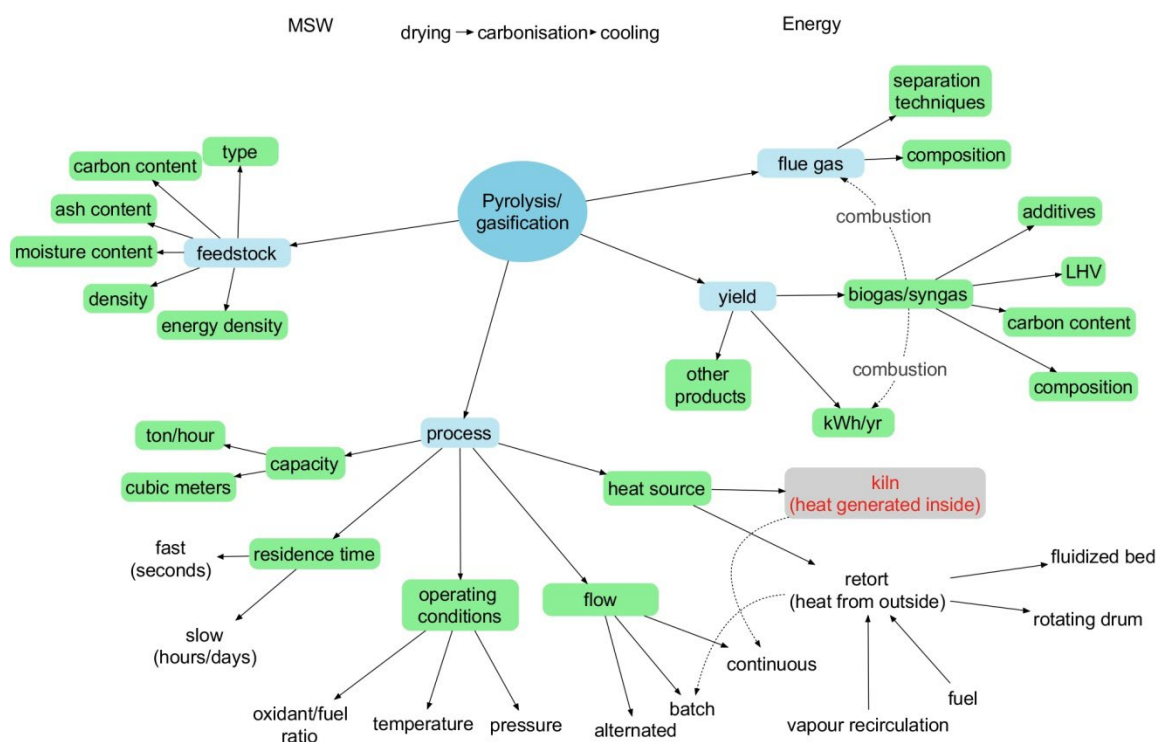 MSW
drying
carbonisation
cooling
Energy
separation
techniques
type
carbon content
flue gas
composition
Pyrolysis/
gasification
ash content
combustion
additives
moisture content
feedstock
LHV
density
yield
biogas/syngas
energy density
carbon content
combustion
other
products
composition
kWh/yr
ton/hour
process
capacity
cubic meters
heat source
kiln
(heat generated inside)
fast
(seconds)
residence time
fluidized bed
operating
conditions
flow
retort
(heat from outside)
rotating drum
slow
(hours/days)
continuous
oxidant/fuel
ratio
temperature
pressure
batch
alternated
fuel
vapour recirculation